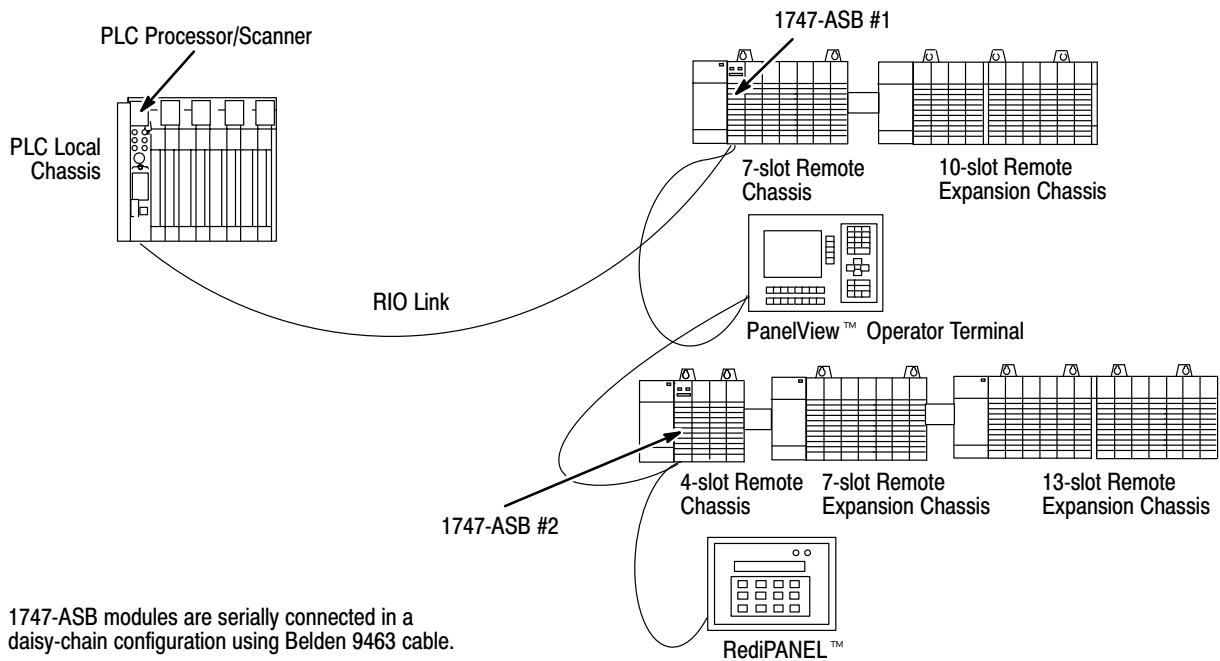 PLC Processor/Scanner
1747-ASB #1
PLC Local
Chassis
7-slot Remote
Chassis
10-slot Remote
Expansion Chassis
RIO Link
PanelView™ Operator Terminal
4-slot Remote
Chassis
7-slot Remote
Expansion Chassis
13-slot Remote
Expansion Chassis
1747-ASB #2
1747-ASB modules are serially connected in a
daisy-chain configuration using Belden 9463 cable.
RediPANEL™